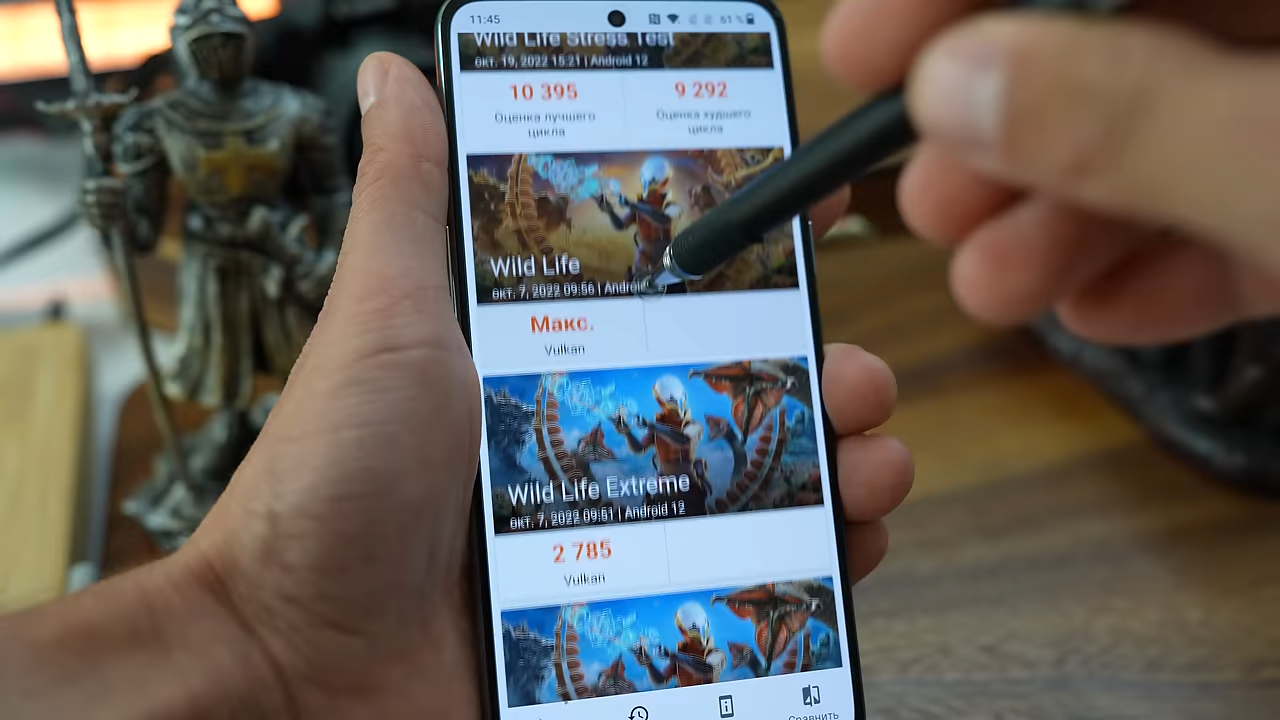 11:45
61 %
Wild Life Stress Test
окт. 19, 2022 15:21 | Android 12
10 395
9 292
Оценка лучшего
цикла
Оценка худшего
цикла
Wild Life
окт. 7, 2022 09:56 | Android
Макс.
Vulkan
Wild Life Extreme
окт. 7, 2022 09:51 | Android 12
2 785
Vulkan
Сравнить